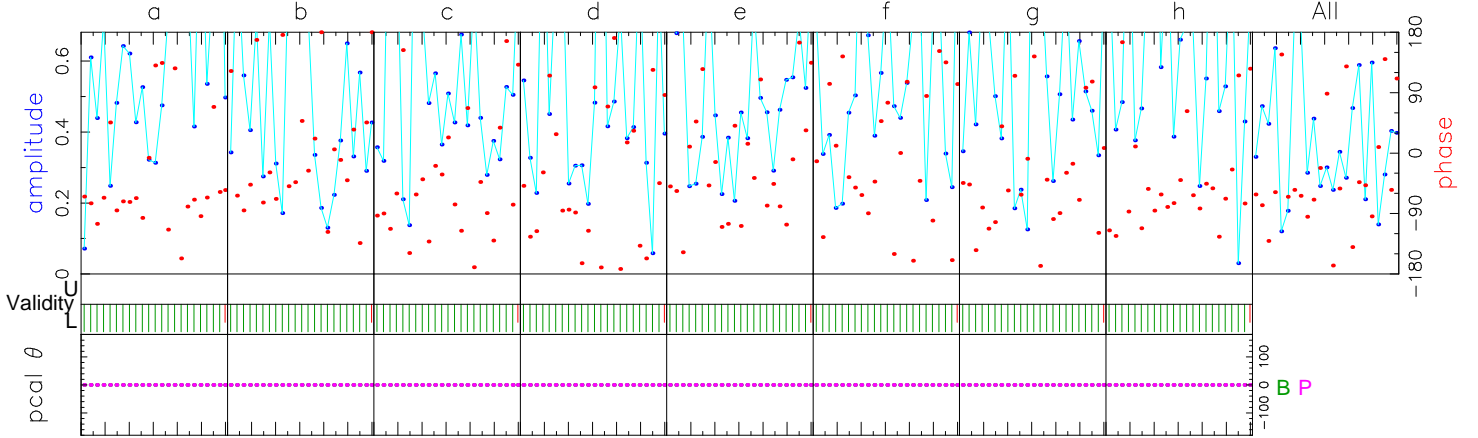 a b c d e f g h All
amplitude
0 0.2 0.4 0.6
180 90 0 −90 −180
phase
Validity
U
L
pcal θ
100 0 −100
B P